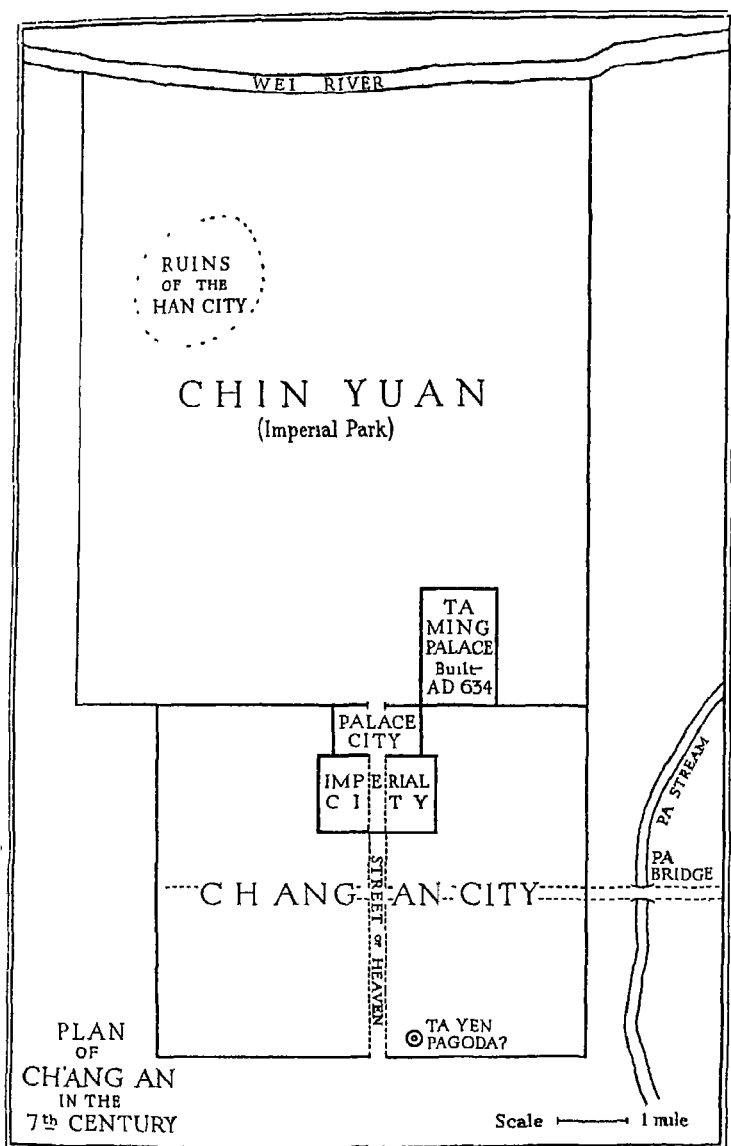 WEI RIVER
RUINS
OF THE
HAN CITY
CHIN YUAN
(Imperial Park)
TA
MING
PALACE
Built
AD 634
PALACE
CITY
IMPERIAL
CITY
PA STREAM
PA
BRIDGE
CH ANG AN CITY
STREET of HEAVEN
TA YEN
PAGODA?
PLAN
OF
CH'ANG AN
IN THE
7th CENTURY
Scale 1 mile